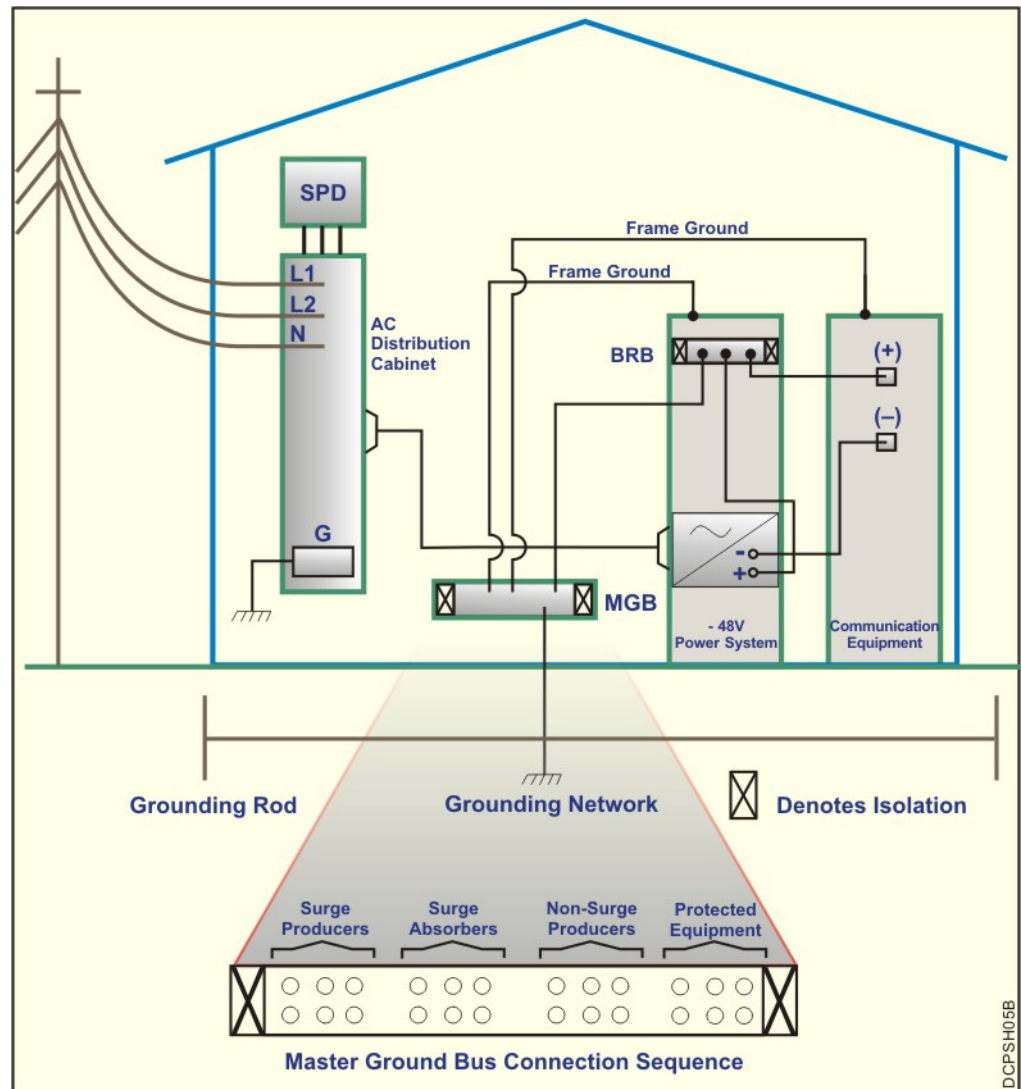 SPD
Frame Ground
Frame Ground
L1
L2
N
AC
Distribution
Cabinet
BRB
(+)
(–)
G
-
+
MGB
- 48V
Power System
Communication
Equipment
Grounding Rod
Grounding Network
Denotes Isolation
Surge
Producers
Surge
Absorbers
Non-Surge
Producers
Protected
Equipment
Master Ground Bus Connection Sequence
DCPSH05B